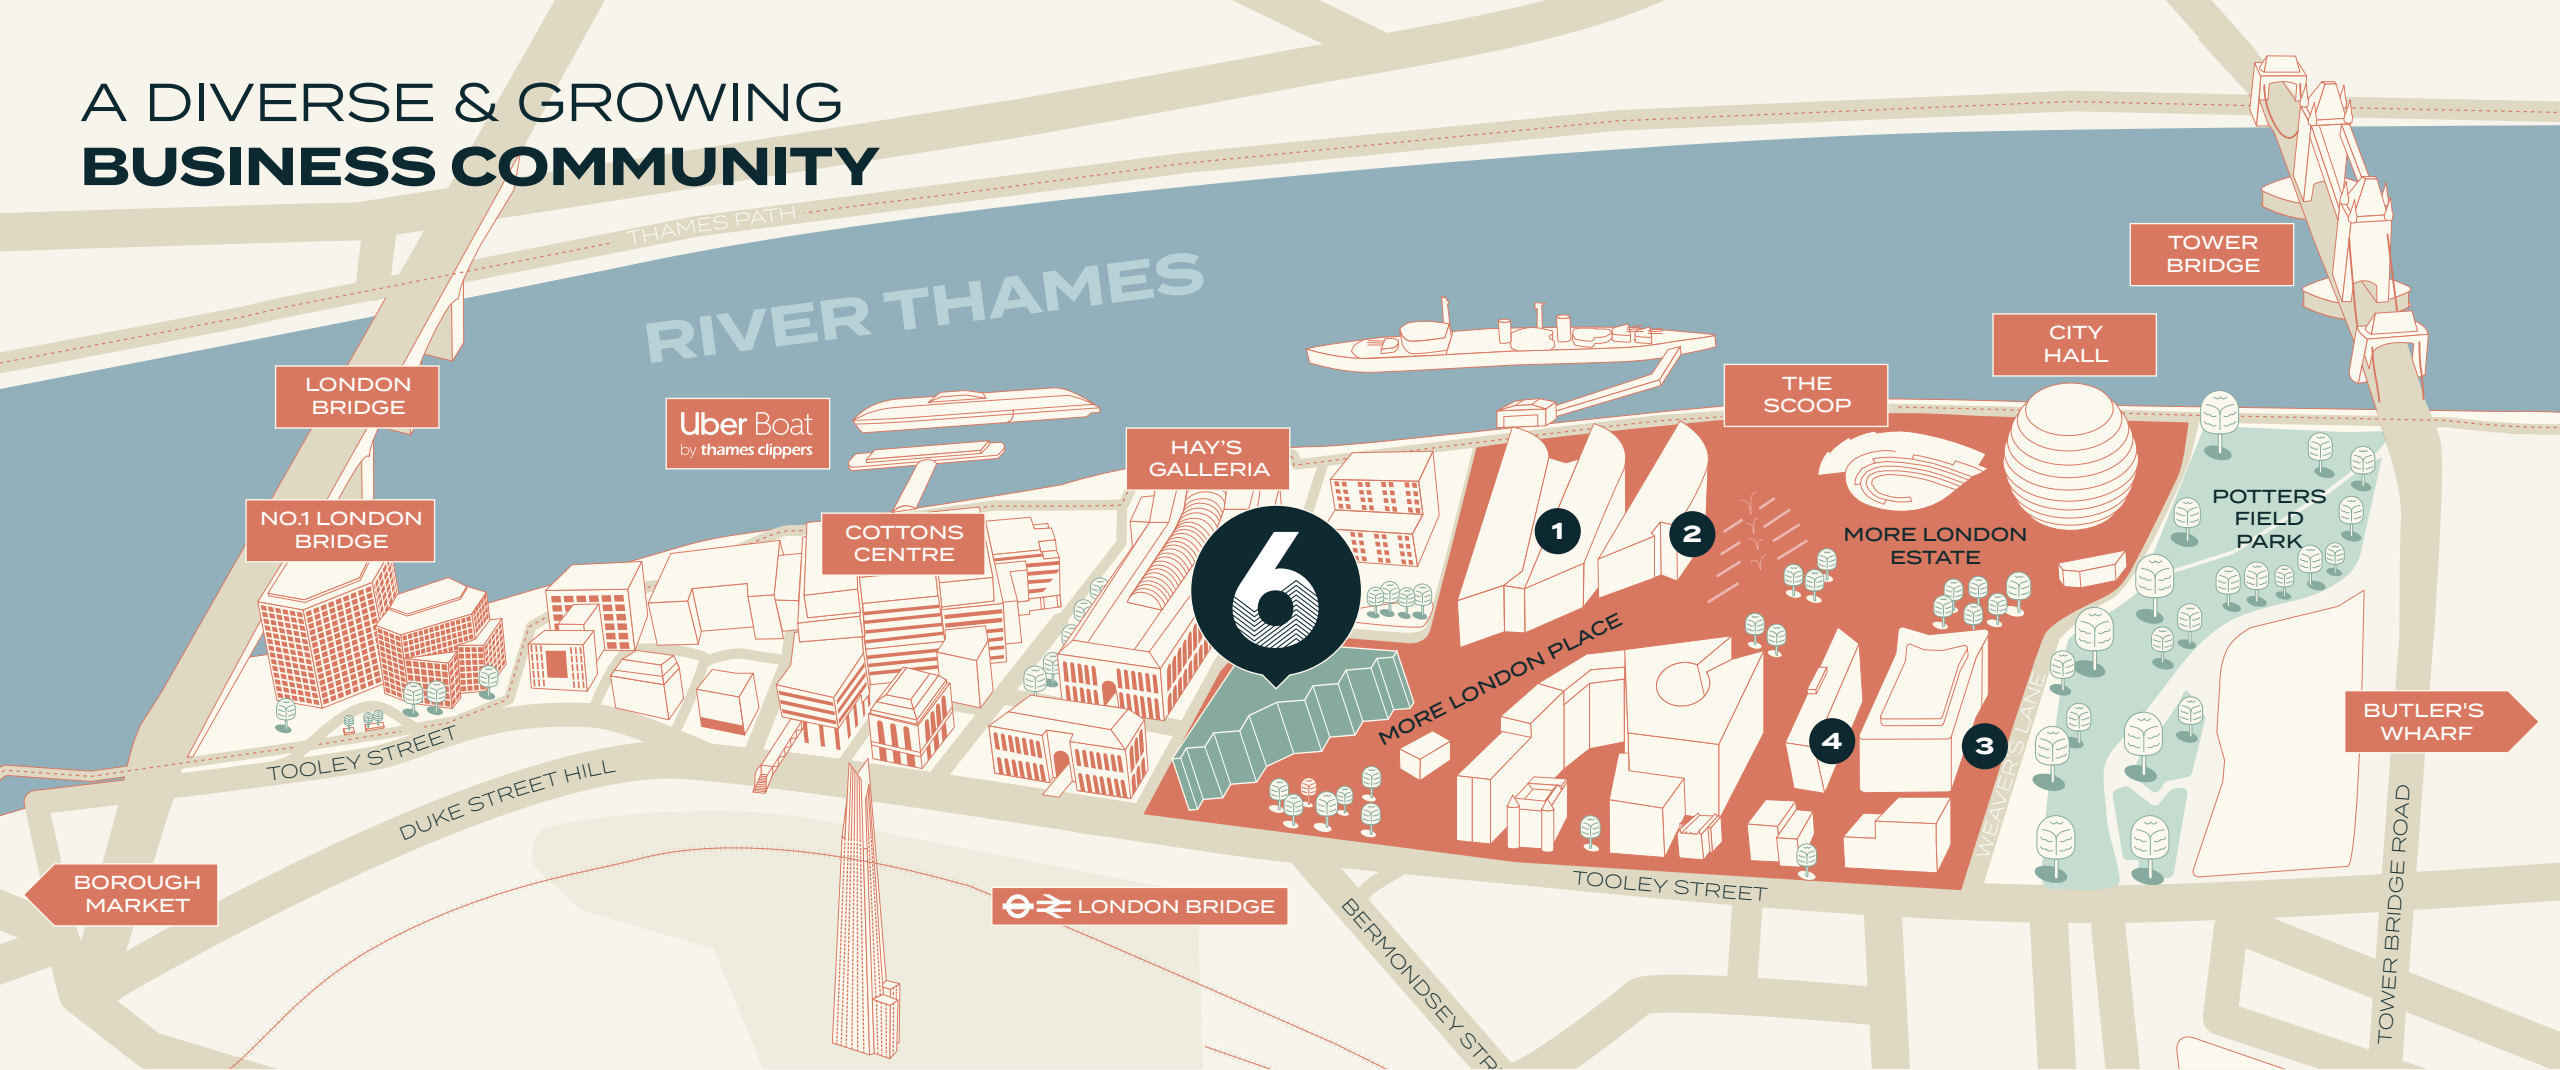 A DIVERSE & GROWING
BUSINESS COMMUNITY
THAMES PATH
RIVER THAMES
TOWER
BRIDGE
CITY
HALL
THE
SCOOP
LONDON
BRIDGE
Uber Boat
by thames clippers
HAY'S
GALLERIA
NO.1 LONDON
BRIDGE
COTTONS
CENTRE
6
1
2
MORE LONDON
ESTATE
POTTERS
FIELD
PARK
MORE LONDON PLACE
4
3
WEAVERS LANE
BUTLER'S
WHARF
TOOLEY STREET
DUKE STREET HILL
BOROUGH
MARKET
LONDON BRIDGE
TOOLEY STREET
BERMONDSEY STR
TOWER BRIDGE ROAD